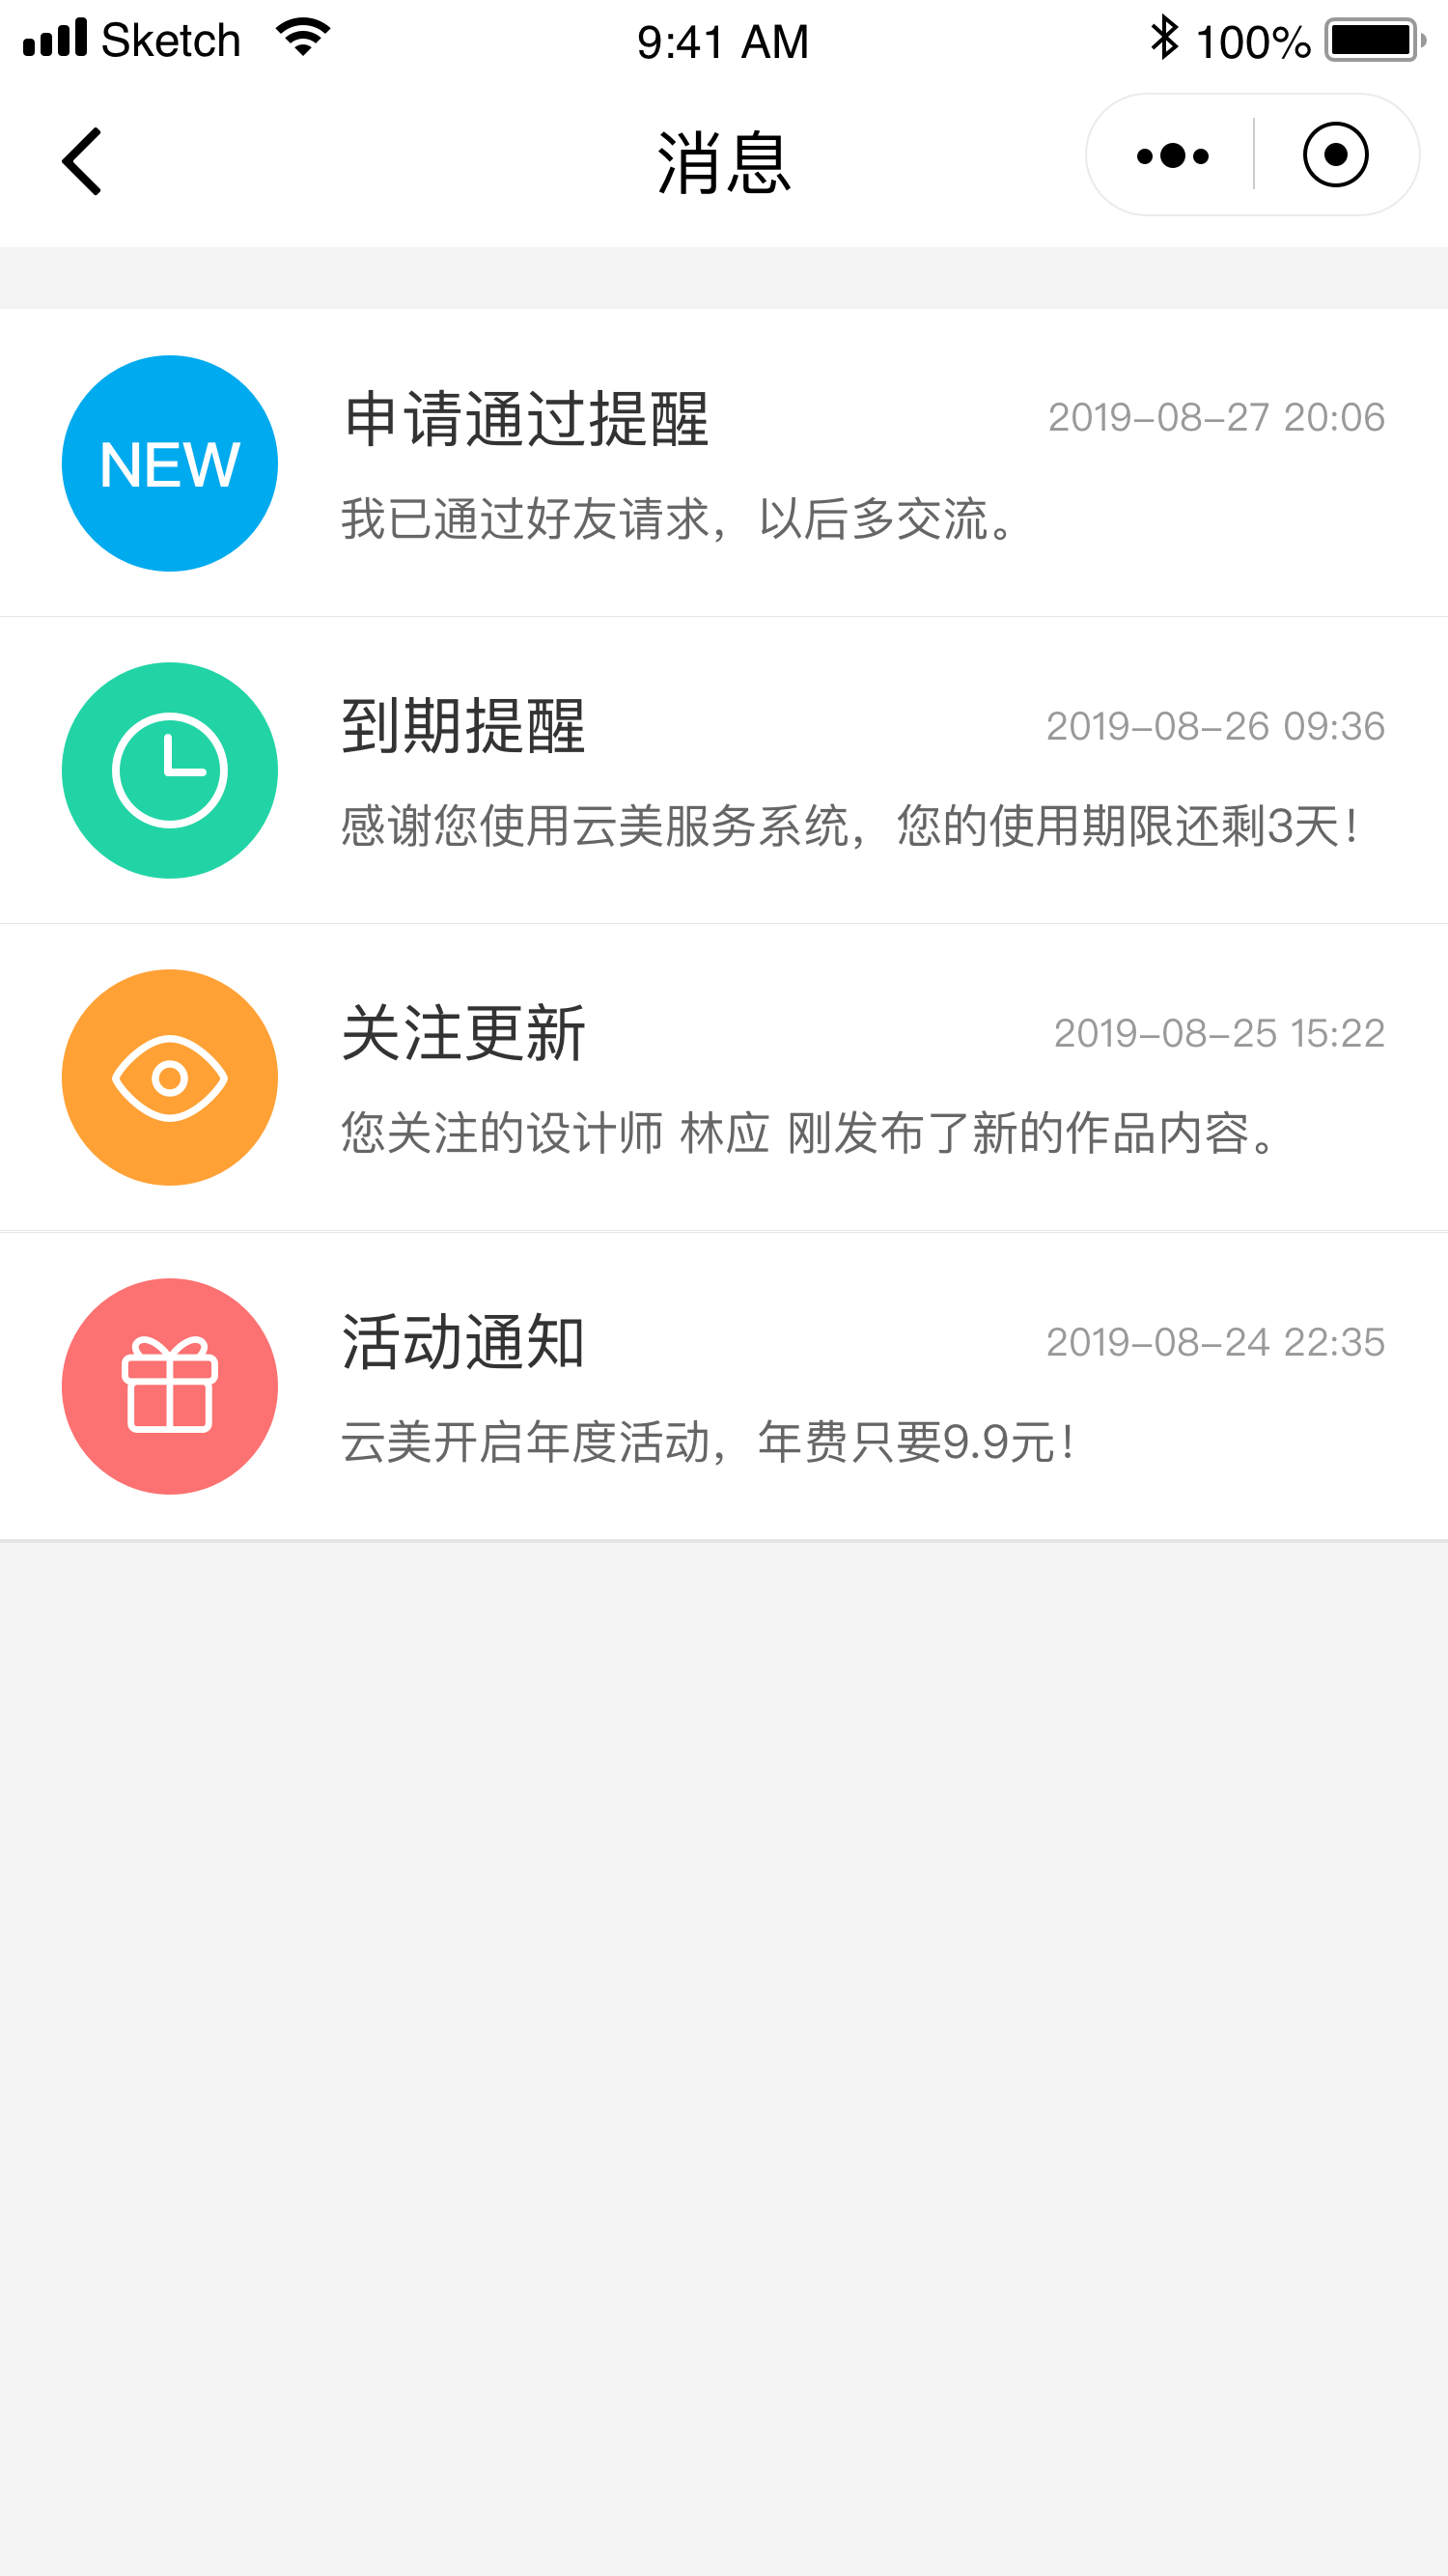 Sketch 9:41 AM 100%
消息
NEW
申请通过提醒 2019-08-27 20:06
我已通过好友请求，以后多交流。
到期提醒 2019-08-26 09:36
感谢您使用云美服务系统，您的使用期限还剩3天！
关注更新 2019-08-25 15:22
您关注的设计师 林应 刚发布了新的作品内容。
活动通知 2019-08-24 22:35
云美开启年度活动，年费只要9.9元！